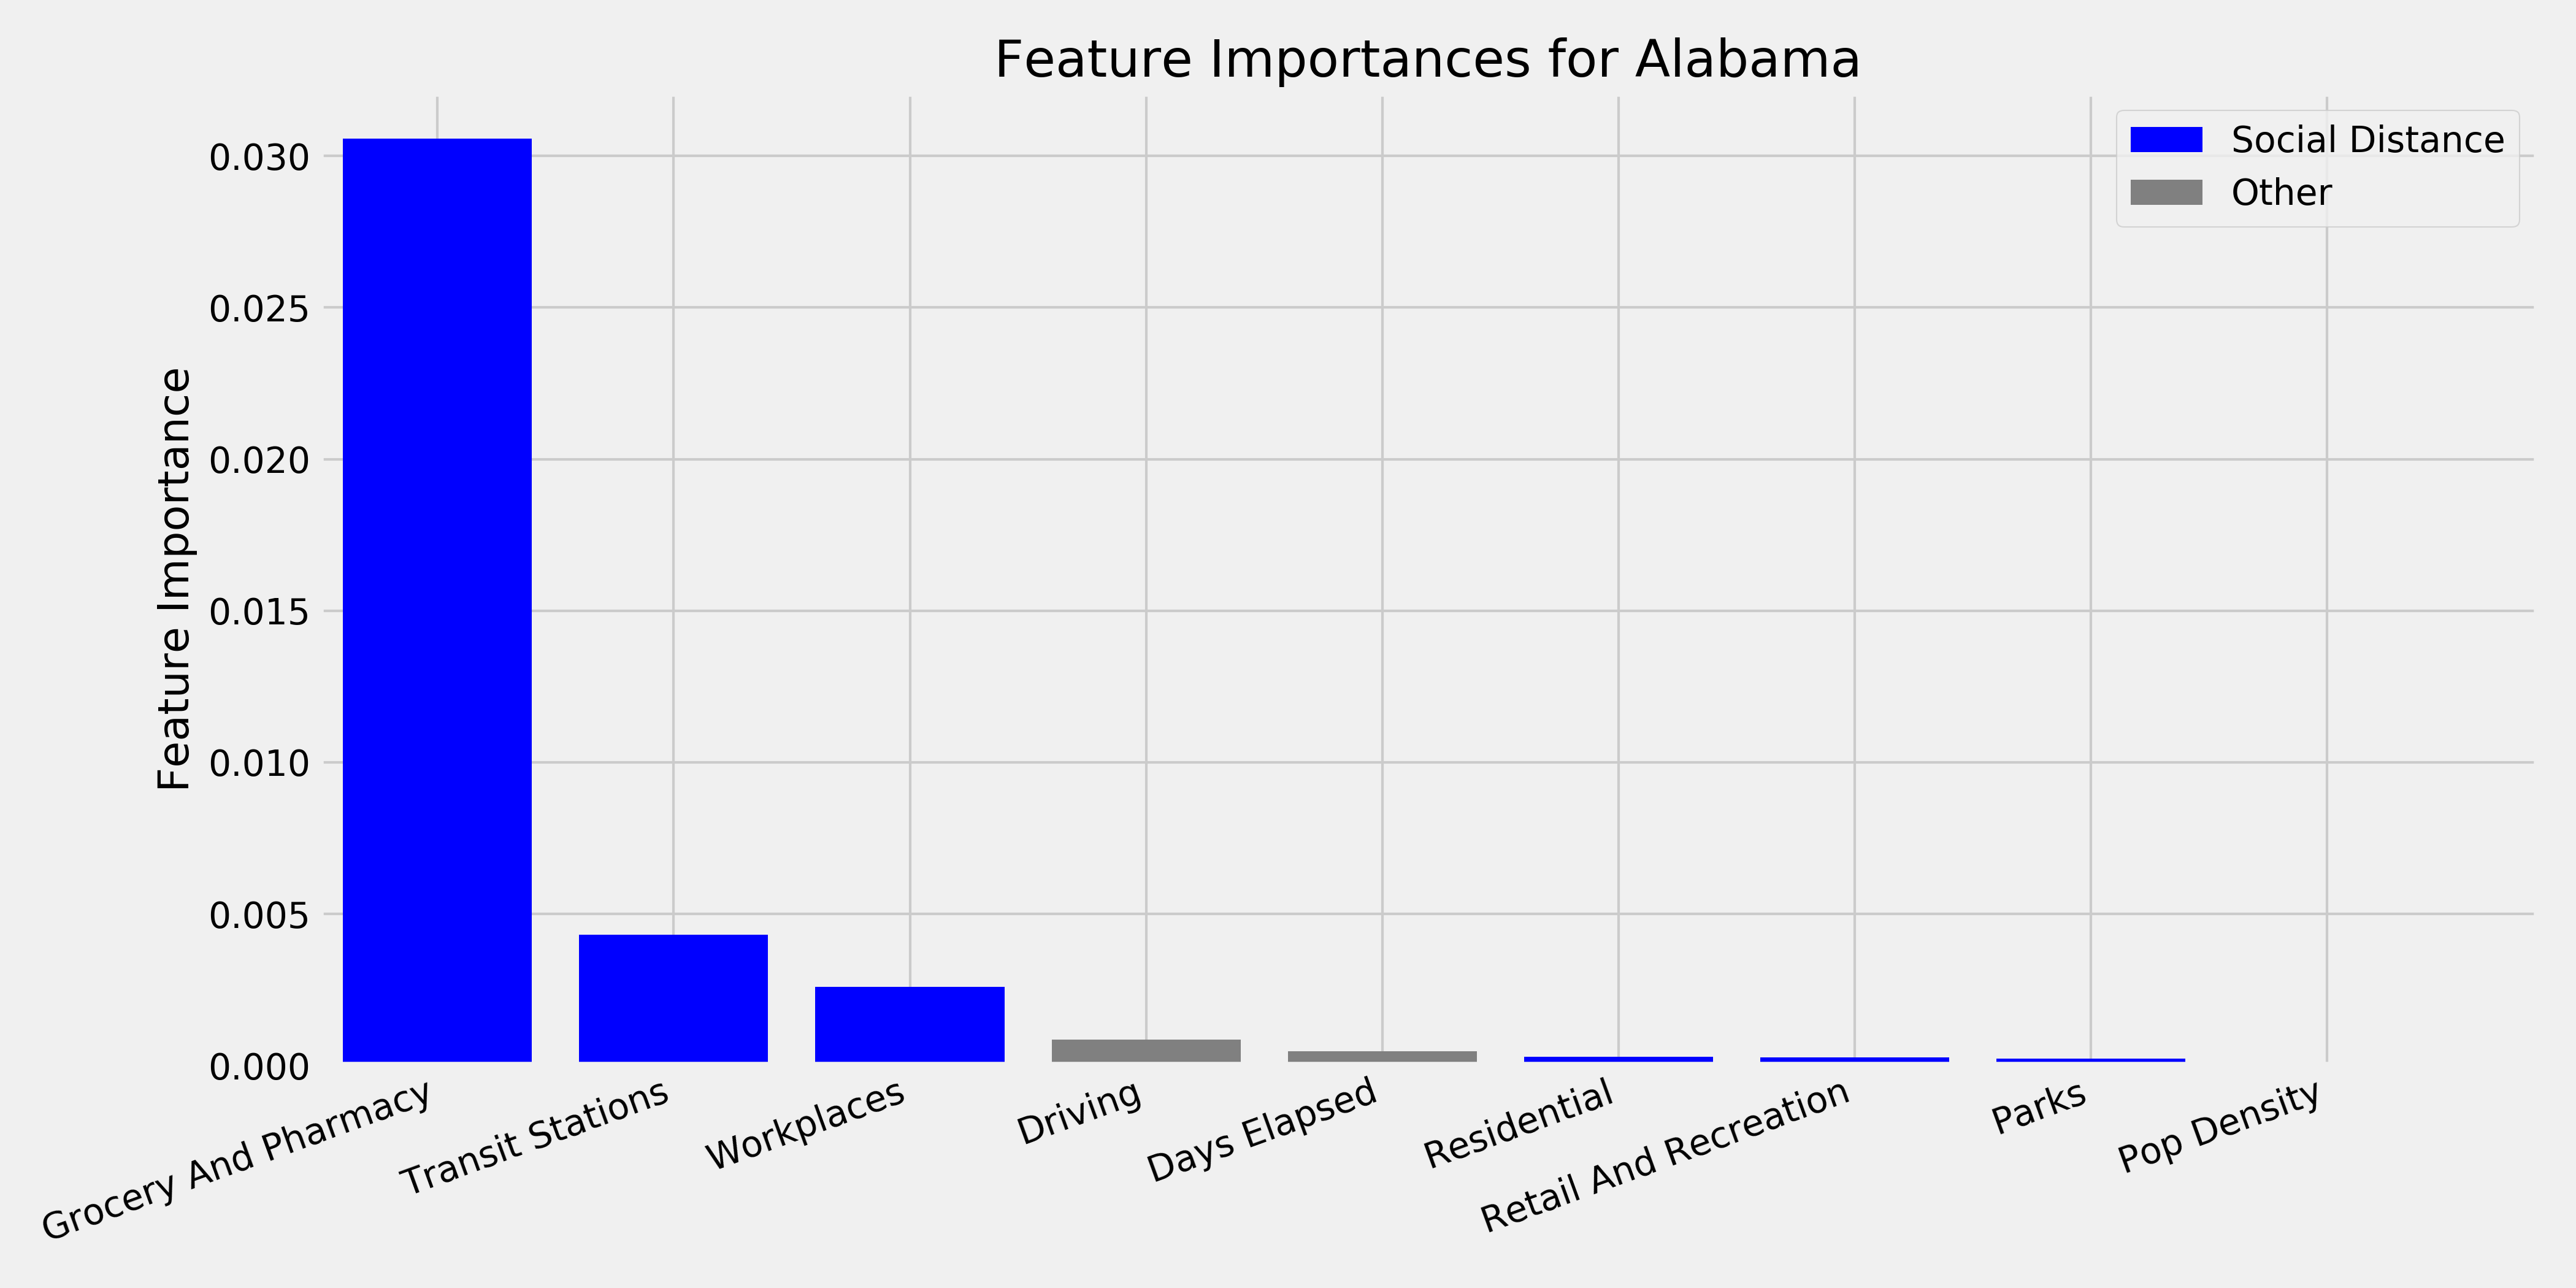 Feature Importances for Alabama
Social Distance
Other
Feature Importance
0.030
0.025
0.020
0.015
0.010
0.005
0.000
Grocery And Pharmacy
Transit Stations
Workplaces
Driving
Days Elapsed
Residential
Retail And Recreation
Parks
Pop Density